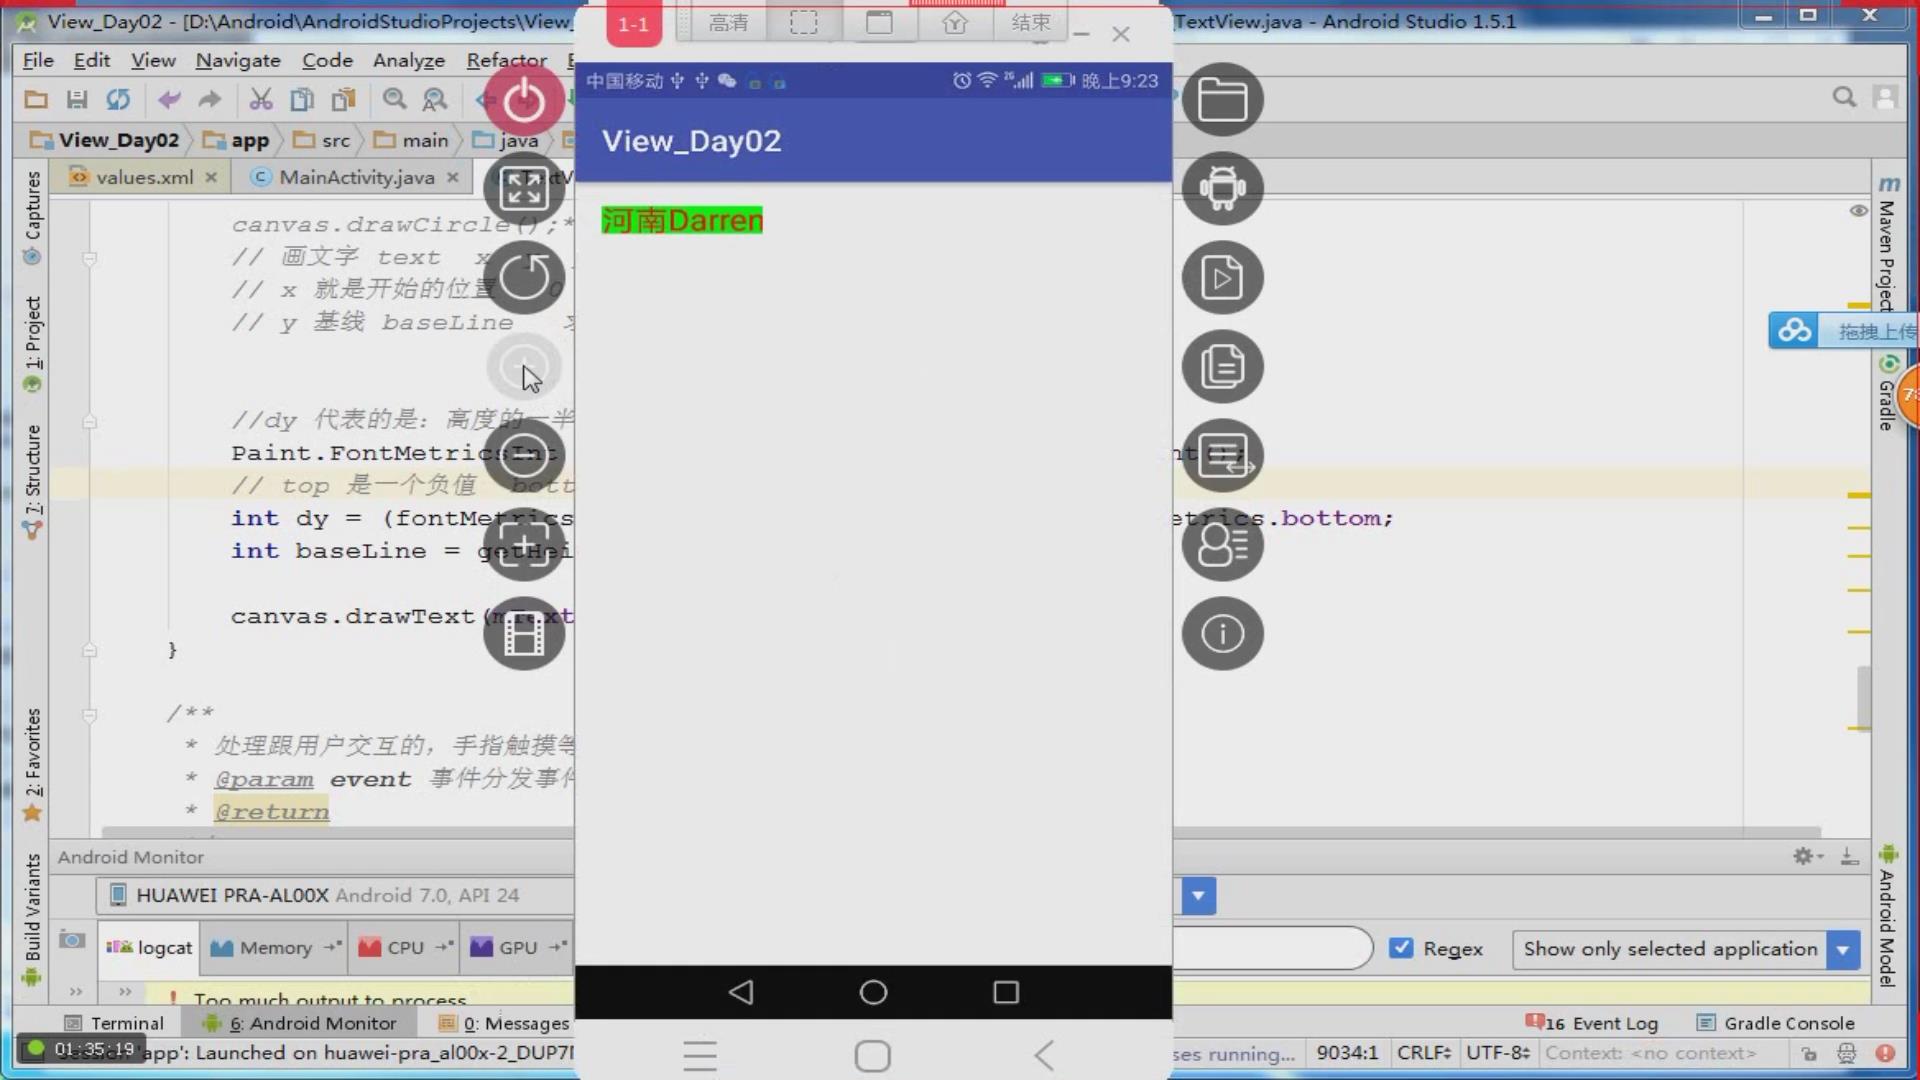 View_Day02 - [D:\Android\AndroidStudioProjects\View_
TextView.java - Android Studio 1.5.1
1-1
高清
结束
File Edit View Navigate Code Analyze Refactor
中国移动
晚上9:23
View_Day02 app src main java
View_Day02
values.xml
MainActivity.java
河南Darren
canvas.drawCircle();*
// 画文字 text x
// x 就是开始的位置 0
// y 基线 baseLine
//dy 代表的是: 高度的一半
Paint.FontMetricsInt
// top 是一个负值 bott
int dy = (fontMetrics
etrics.bottom;
int baseLine = getHei
canvas.drawText(mText
}
/**
* 处理跟用户交互的, 手指触摸等
* @param event 事件分发事件
* @return
Captures
1: Project
7: Structure
2: Favorites
Build Variants
Maven Project
拖拽上传
Gradle
Android Model
Android Monitor
HUAWEI PRA-AL00X Android 7.0, API 24
logcat
Memory
CPU
GPU
Regex
Show only selected application
Too much output to process
Terminal
6: Android Monitor
0: Messages
16 Event Log
Gradle Console
01:35:19
'app': Launched on huawei-pra_al00x-2_DUP7
ses running...
9034:1
CRLF
UTF-8
Context: <no context>